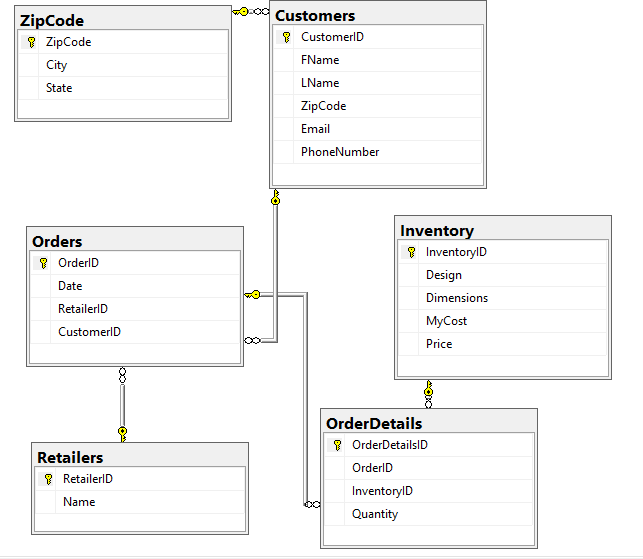 ZipCode
ZipCode
City
State
Customers
CustomerID
FName
LName
ZipCode
Email
PhoneNumber
Orders
OrderID
Date
RetailerID
CustomerID
Inventory
InventoryID
Design
Dimensions
MyCost
Price
Retailers
RetailerID
Name
OrderDetails
OrderDetailsID
OrderID
InventoryID
Quantity